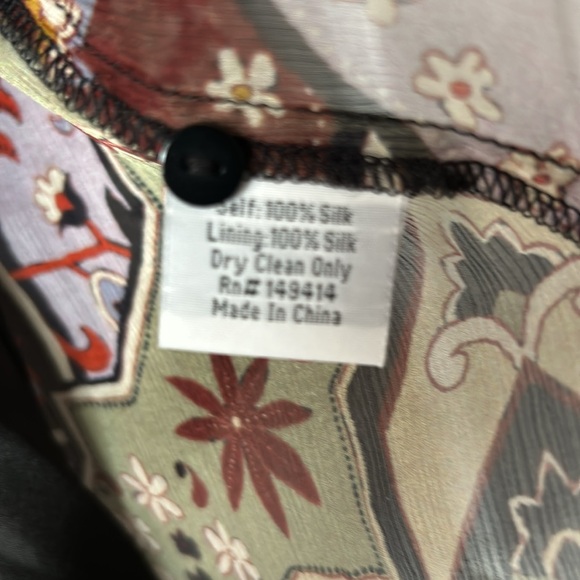 Self:100% Silk
Lining:100% Silk
Dry Clean Only
Rn#149414
Made In China